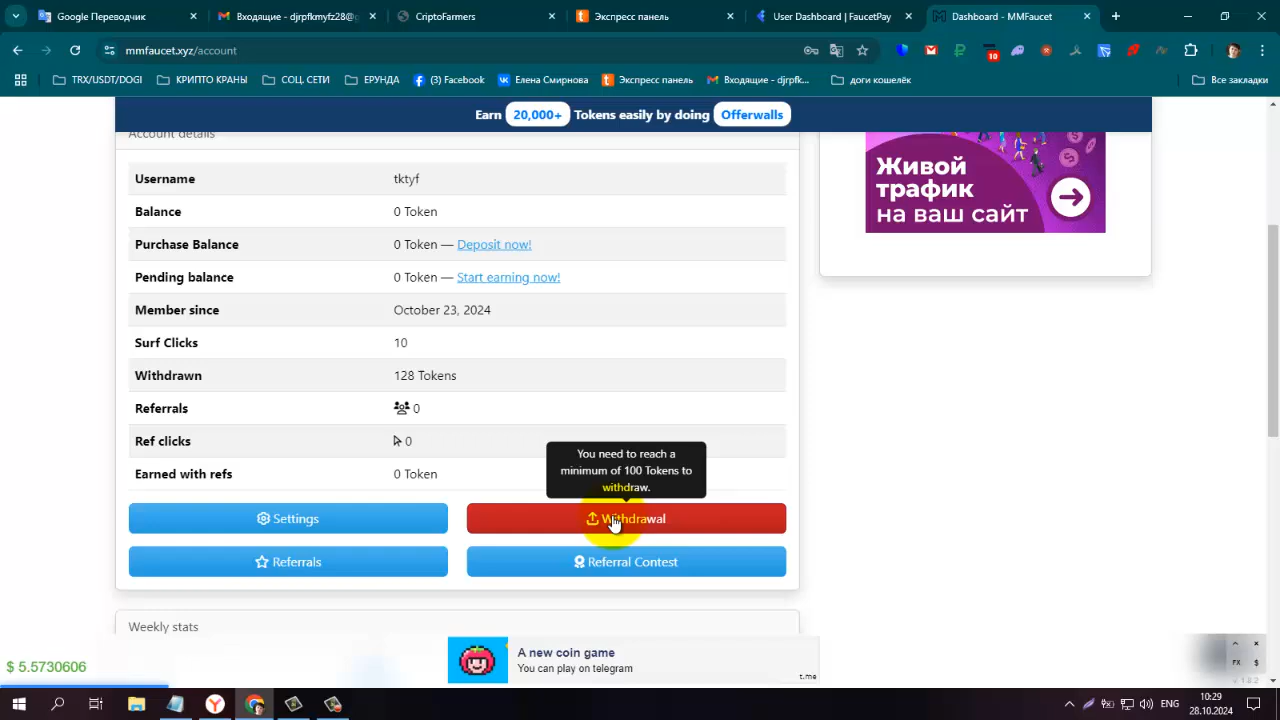 Google Переводчик
Входящие - djrpfkmyfz28@g
CriptoFarmers
Экспресс панель
User Dashboard | FaucetPay
Dashboard - MMFaucet
mmfaucet.xyz/account
10
TRX/USDT/DOGI
КРИПТО КРАНЫ
СОЦ. СЕТИ
ЕРУНДА
(3) Facebook
Елена Смирнова
Экспресс панель
Входящие - djrpfk...
доги кошелёк
Все закладки
Earn 20,000+ Tokens easily by doing Offerwalls
Account details
Username tktyf
Balance 0 Token
Purchase Balance 0 Token — Deposit now!
Pending balance 0 Token — Start earning now!
Member since October 23, 2024
Surf Clicks 10
Withdrawn 128 Tokens
Referrals 0
Ref clicks 0
Earned with refs 0 Token
You need to reach a
minimum of 100 Tokens to
withdraw.
Settings
Withdrawal
Referrals
Referral Contest
Weekly stats
Живой
трафик
на ваш сайт
A new coin game
You can play on telegram
t.me
$ 5.5730606
FX $
ENG
10:29
28.10.2024